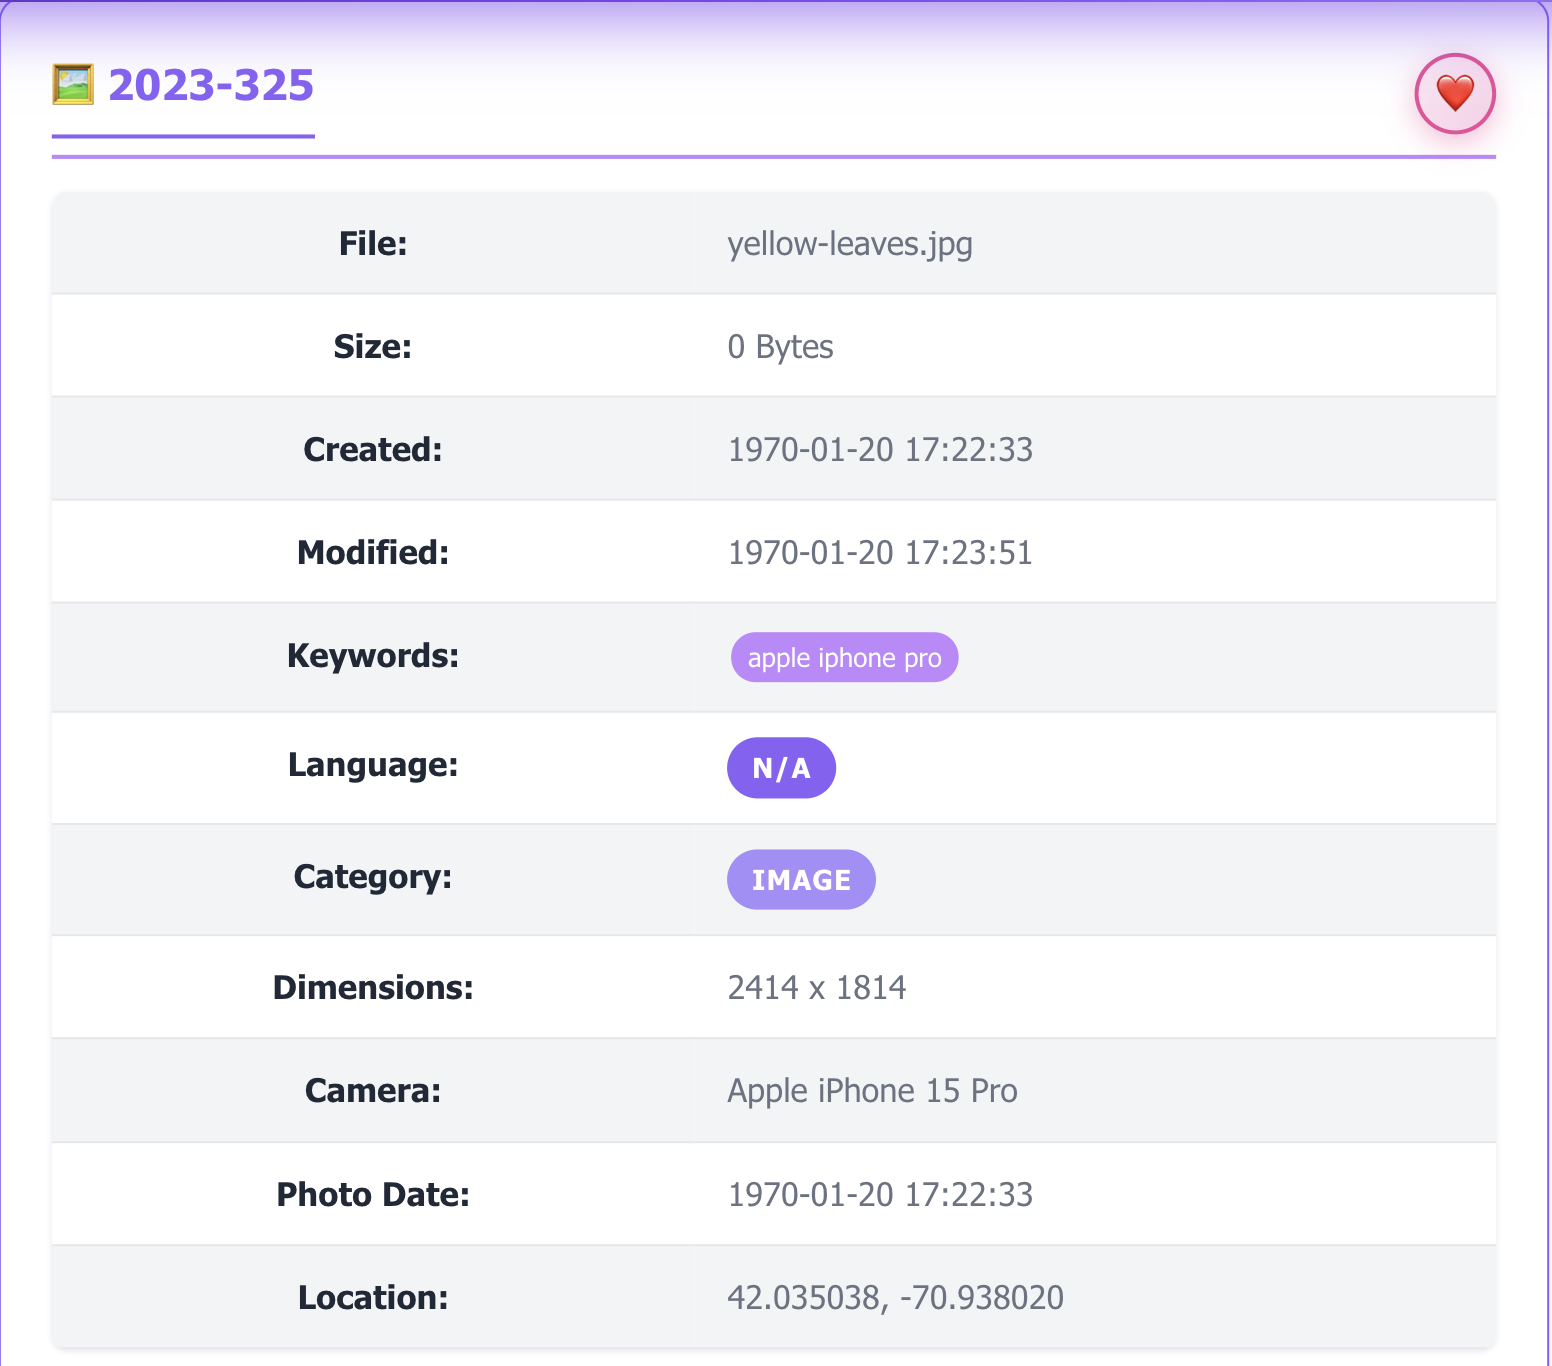 2023-325
File: yellow-leaves.jpg
Size: 0 Bytes
Created: 1970-01-20 17:22:33
Modified: 1970-01-20 17:23:51
Keywords: apple iphone pro
Language: N/A
Category: IMAGE
Dimensions: 2414 x 1814
Camera: Apple iPhone 15 Pro
Photo Date: 1970-01-20 17:22:33
Location: 42.035038, -70.938020